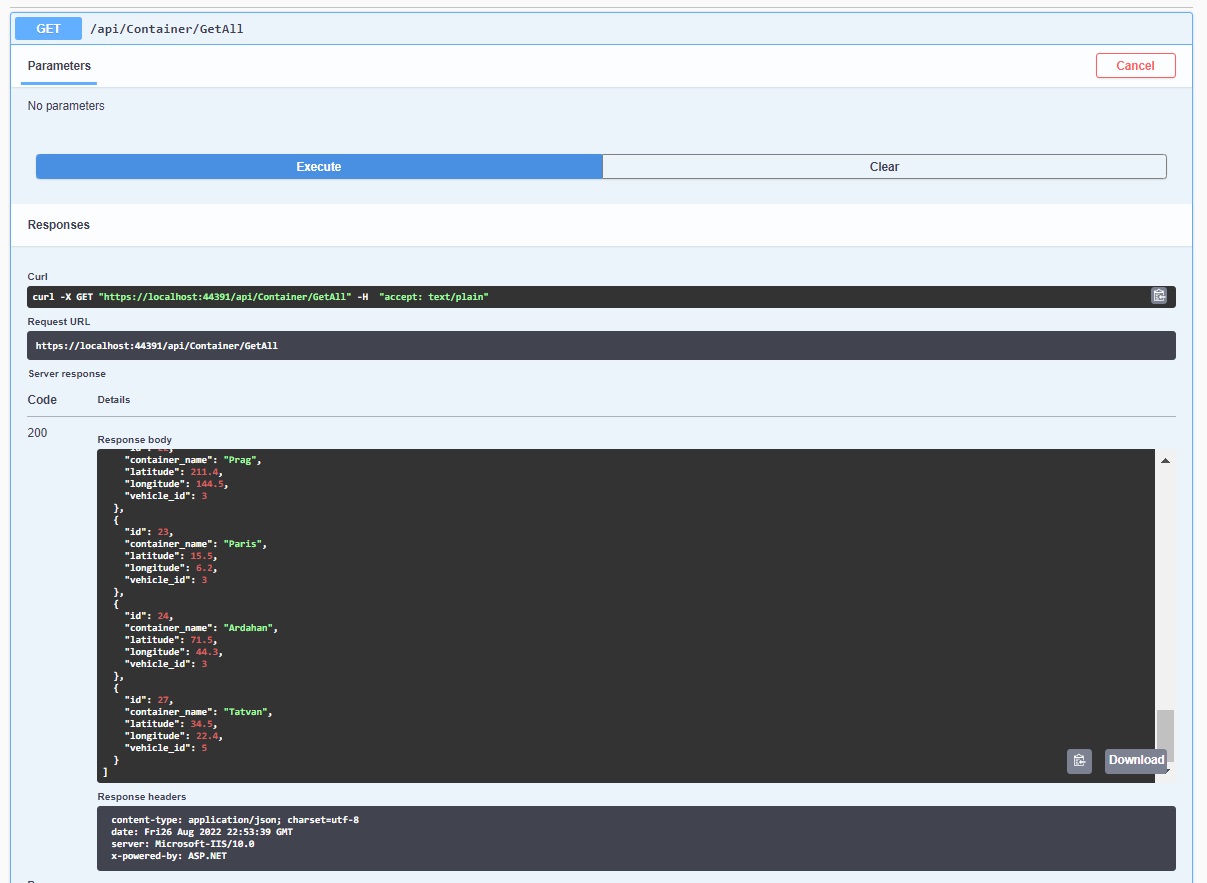 GET /api/Container/GetAll
Parameters
Cancel
No parameters
Execute
Clear
Responses
Curl
curl -X GET "https://localhost:44391/api/Container/GetAll" -H  "accept: text/plain"
Request URL
https://localhost:44391/api/Container/GetAll
Server response
Code Details
200
Response body
"container_name": "Prag",
"latitude": 211.4,
"longitude": 144.5,
"vehicle_id": 3
},
{
"id": 23,
"container_name": "Paris",
"latitude": 15.5,
"longitude": 6.2,
"vehicle_id": 3
},
{
"id": 24,
"container_name": "Ardahan",
"latitude": 71.5,
"longitude": 44.3,
"vehicle_id": 3
},
{
"id": 27,
"container_name": "Tatvan",
"latitude": 34.5,
"longitude": 22.4,
"vehicle_id": 5
}
]
Download
Response headers
content-type: application/json; charset=utf-8
date: Fri26 Aug 2022 22:53:39 GMT
server: Microsoft-IIS/10.0
x-powered-by: ASP.NET